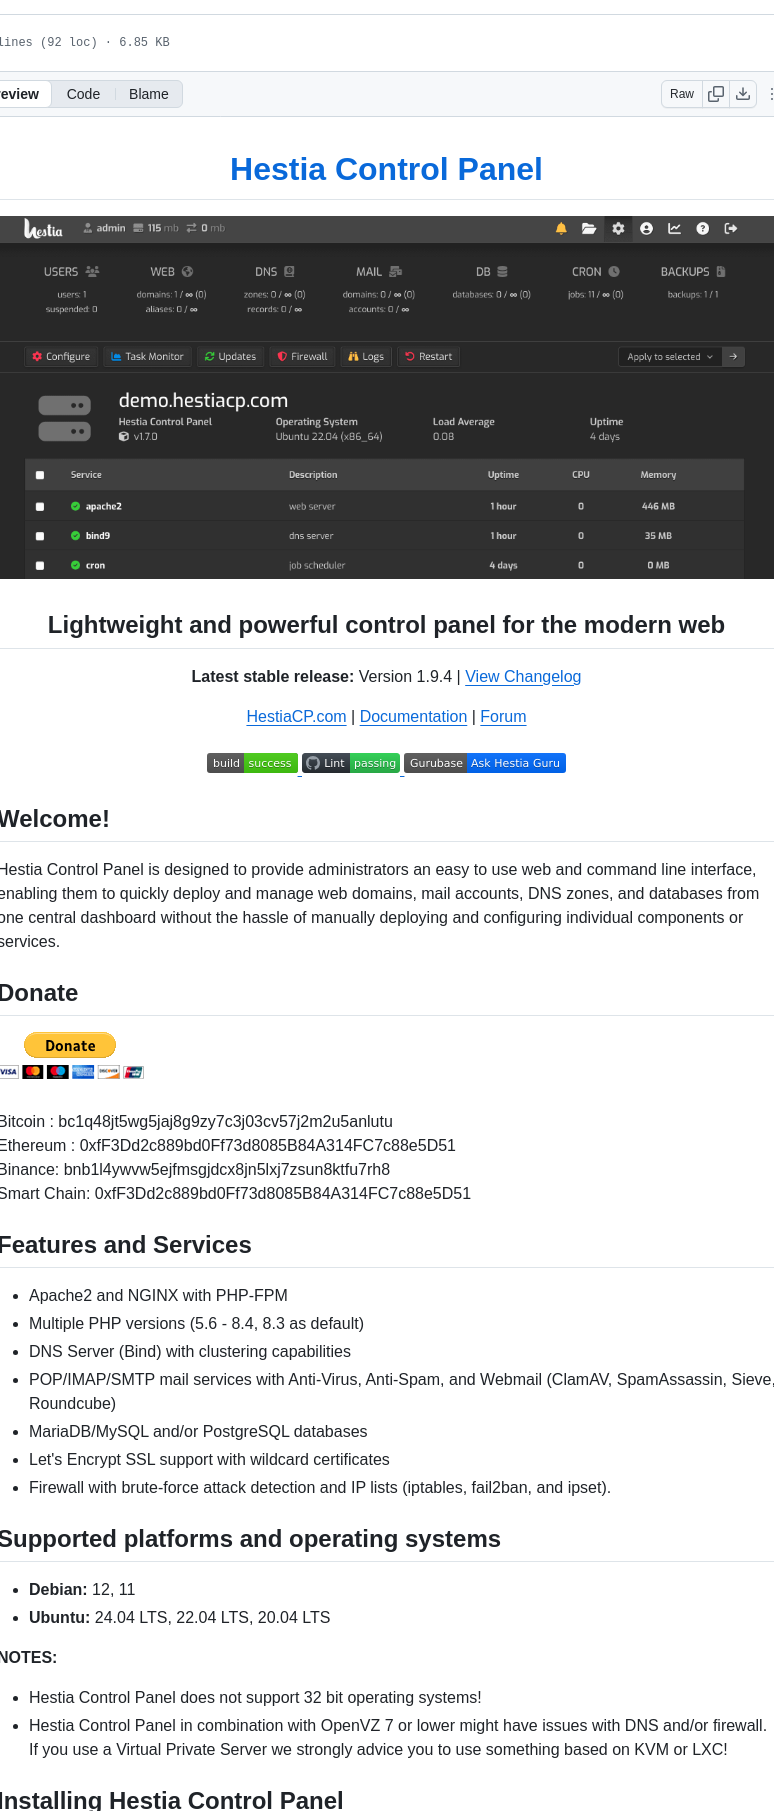 lines (92 loc) · 6.85 KB
eview Code Blame Raw
Hestia Control Panel
hestia admin 115 mb 0 mb
USERS WEB DNS MAIL DB CRON BACKUPS
users: 1 domains: 1 / ∞ (0) zones: 0 / ∞ (0) domains: 0 / ∞ (0) databases: 0 / ∞ (0) jobs: 11 / ∞ (0) backups: 1 / 1
suspended: 0 aliases: 0 / ∞ records: 0 / ∞ accounts: 0 / ∞
Configure Task Monitor Updates Firewall Logs Restart Apply to selected
demo.hestiacp.com
Hestia Control Panel Operating System Load Average Uptime
v1.7.0 Ubuntu 22.04 (x86_64) 0.08 4 days
Service Description Uptime CPU Memory
apache2 web server 1 hour 0 446 MB
bind9 dns server 1 hour 0 35 MB
cron job scheduler 4 days 0 0 MB
Lightweight and powerful control panel for the modern web
Latest stable release: Version 1.9.4 | View Changelog
HestiaCP.com | Documentation | Forum
build success Lint passing Gurubase Ask Hestia Guru
Welcome!
Hestia Control Panel is designed to provide administrators an easy to use web and command line interface,
enabling them to quickly deploy and manage web domains, mail accounts, DNS zones, and databases from
one central dashboard without the hassle of manually deploying and configuring individual components or
services.
Donate
Donate
VISA DISCOVER
Bitcoin : bc1q48jt5wg5jaj8g9zy7c3j03cv57j2m2u5anlutu
Ethereum : 0xfF3Dd2c889bd0Ff73d8085B84A314FC7c88e5D51
Binance: bnb1l4ywvw5ejfmsgjdcx8jn5lxj7zsun8ktfu7rh8
Smart Chain: 0xfF3Dd2c889bd0Ff73d8085B84A314FC7c88e5D51
Features and Services
Apache2 and NGINX with PHP-FPM
Multiple PHP versions (5.6 - 8.4, 8.3 as default)
DNS Server (Bind) with clustering capabilities
POP/IMAP/SMTP mail services with Anti-Virus, Anti-Spam, and Webmail (ClamAV, SpamAssassin, Sieve,
Roundcube)
MariaDB/MySQL and/or PostgreSQL databases
Let's Encrypt SSL support with wildcard certificates
Firewall with brute-force attack detection and IP lists (iptables, fail2ban, and ipset).
Supported platforms and operating systems
Debian: 12, 11
Ubuntu: 24.04 LTS, 22.04 LTS, 20.04 LTS
NOTES:
Hestia Control Panel does not support 32 bit operating systems!
Hestia Control Panel in combination with OpenVZ 7 or lower might have issues with DNS and/or firewall.
If you use a Virtual Private Server we strongly advice you to use something based on KVM or LXC!
Installing Hestia Control Panel